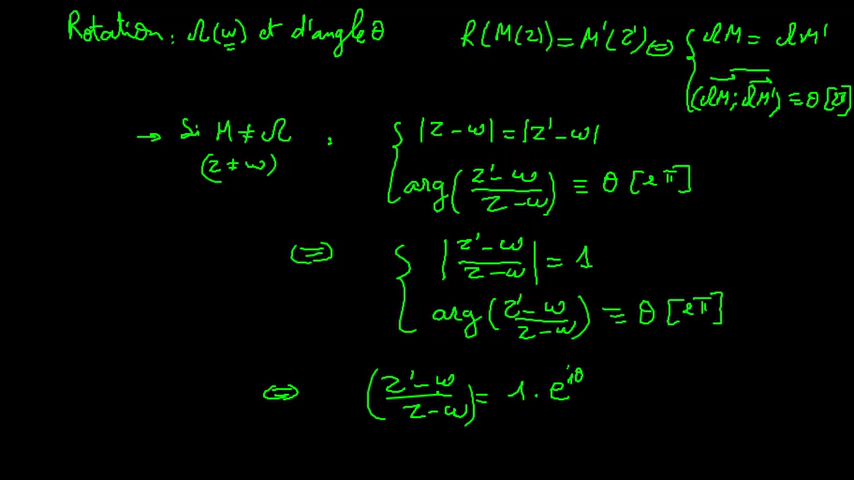 Rotation : Ω(ω) et d'angle θ R(M(z)) = M'(z') ⇔ { ΩM = ΩM'
(ΩM; ΩM') ≡ θ [2π]
→ Si M ≠ Ω , { |z - ω| = |z' - ω|
(z ≠ ω)
arg((z' - ω)/(z - ω)) ≡ θ [2π]
⇔ { |(z' - ω)/(z - ω)| = 1
arg((z' - ω)/(z - ω)) ≡ θ [2π]
⇔ ((z' - ω)/(z - ω)) = 1 . e^{iθ}